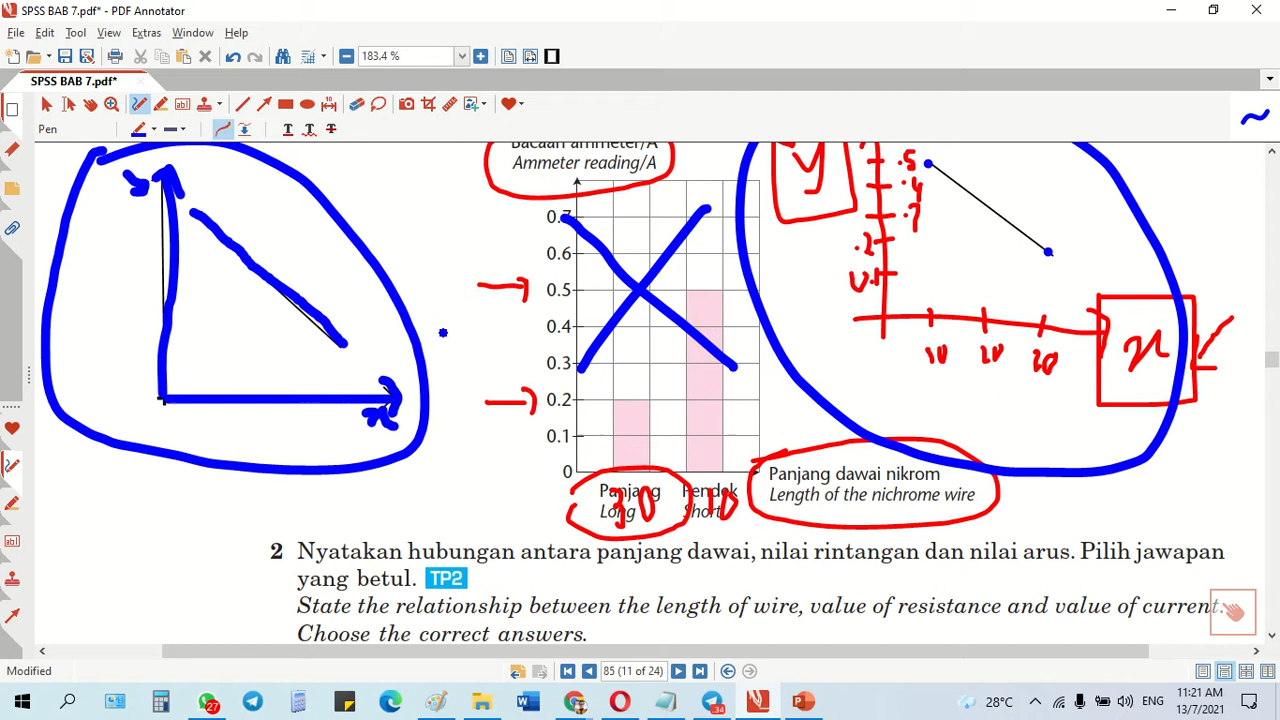 SPSS BAB 7.pdf* - PDF Annotator
File Edit Tool View Extras Window Help
183.4 %
SPSS BAB 7.pdf*
Pen
Bacaan ammeter/A
Ammeter reading/A
0.7
0.6
0.5
0.4
0.3
0.2
0.1
0
Panjang Pendek
Long Short
30 10
Panjang dawai nikrom
Length of the nichrome wire
y
.5
.4
.2
10 20
x
x
2 Nyatakan hubungan antara panjang dawai, nilai rintangan dan nilai arus. Pilih jawapan
yang betul. TP2
State the relationship between the length of wire, value of resistance and value of current.
Choose the correct answers.
Modified
85 (11 of 24)
27
34
28°C
ENG
11:21 AM
13/7/2021